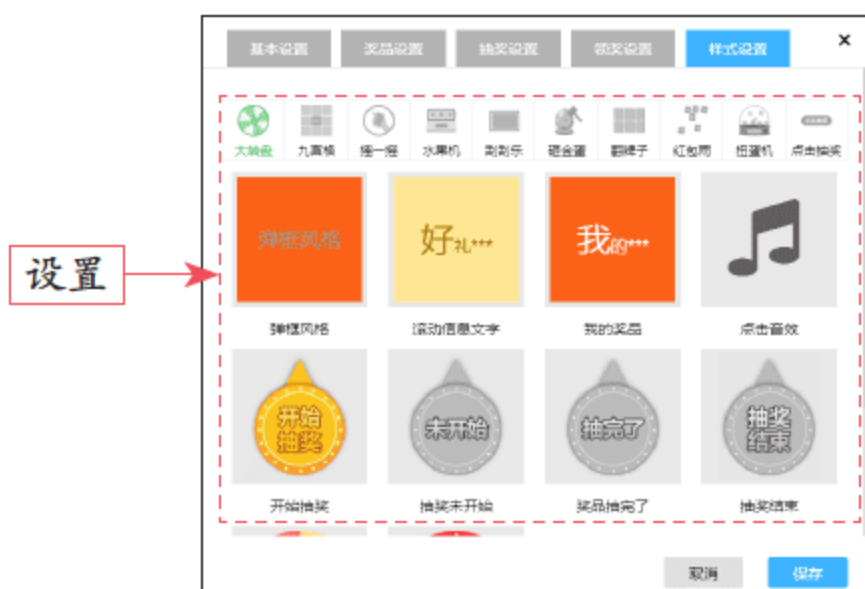 基本设置 奖品设置 抽奖设置 领奖设置 样式设置 ×
大转盘 九宫格 摇一摇 水果机 刮刮乐 砸金蛋 翻牌子 红包雨 扭蛋机 点击抽奖
设置
弹框风格 好礼*** 我的***
弹框风格 滚动信息文字 我的奖品 点击音效
开始
抽奖
未开始
抽完了
抽奖
结束
开始抽奖 抽奖未开始 奖品抽完了 抽奖结束
取消 保存